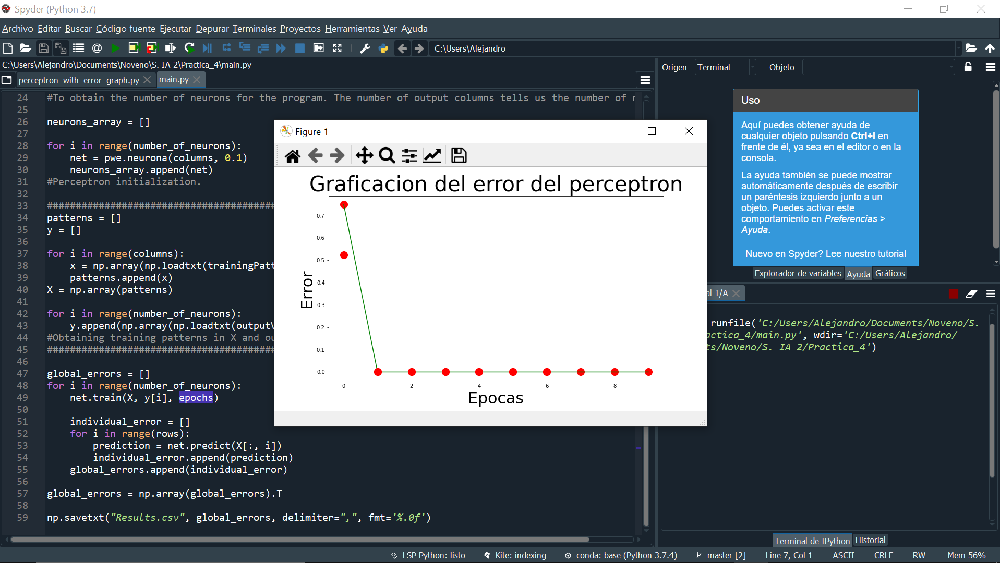 Spyder (Python 3.7)
Archivo Editar Buscar Código fuente Ejecutar Depurar Terminales Proyectos Herramientas Ver Ayuda
C:\Users\Alejandro
C:\Users\Alejandro\Documents\Noveno\S. IA 2\Practica_4\main.py
perceptron_with_error_graph.py main.py
24 #To obtain the number of neurons for the program. The number of output columns tells us the number of
25
26 neurons_array = []
27
28 for i in range(number_of_neurons):
29 net = pwe.neurona(columns, 0.1)
30 neurons_array.append(net)
31 #Perceptron initialization.
32
33 ########################################
34 patterns = []
35 y = []
36
37 for i in range(columns):
38 x = np.array(np.loadtxt(trainingPatt
39 patterns.append(x)
40 X = np.array(patterns)
41
42 for i in range(number_of_neurons):
43 y.append(np.array(np.loadtxt(output
44 #Obtaining training patterns in X and ou
45 ########################################
46
47 global_errors = []
48 for i in range(number_of_neurons):
49 net.train(X, y[i], epochs)
50
51 individual_error = []
52 for i in range(rows):
53 prediction = net.predict(X[:, i])
54 individual_error.append(prediction)
55 global_errors.append(individual_error)
56
57 global_errors = np.array(global_errors).T
58
59 np.savetxt("Results.csv", global_errors, delimiter=",", fmt='%.0f')
Figure 1
Graficacion del error del perceptron
Error
0.7
0.6
0.5
0.4
0.3
0.2
0.1
0.0
0 2 4 6 8
Epocas
Origen Terminal Objeto
Uso
Aquí puedes obtener ayuda de
cualquier objeto pulsando Ctrl+I en
frente de él, ya sea en el editor o en la
consola.
La ayuda también se puede mostrar
automáticamente después de escribir
un paréntesis izquierdo junto a un
objeto. Puedes activar este
comportamiento en Preferencias >
Ayuda.
Nuevo en Spyder? Lee nuestro tutorial
Explorador de variables Ayuda Gráficos
al 1/A
runfile('C:/Users/Alejandro/Documents/Noveno/S.
actica_4/main.py', wdir='C:/Users/Alejandro/
ts/Noveno/S. IA 2/Practica_4')
Terminal de IPython Historial
LSP Python: listo Kite: indexing conda: base (Python 3.7.4) master [2] Line 7, Col 1 ASCII CRLF RW Mem 56%